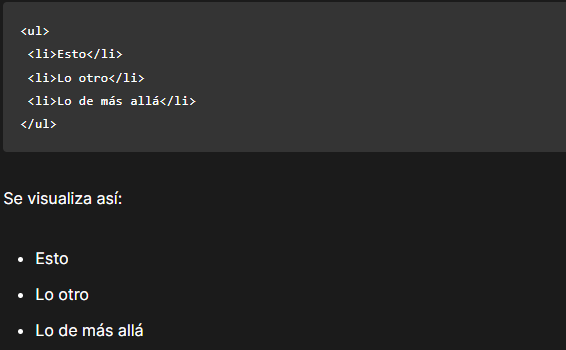 <ul>
<li>Esto</li>
<li>Lo otro</li>
<li>Lo de más allá</li>
</ul>
Se visualiza así:
• Esto
• Lo otro
• Lo de más allá